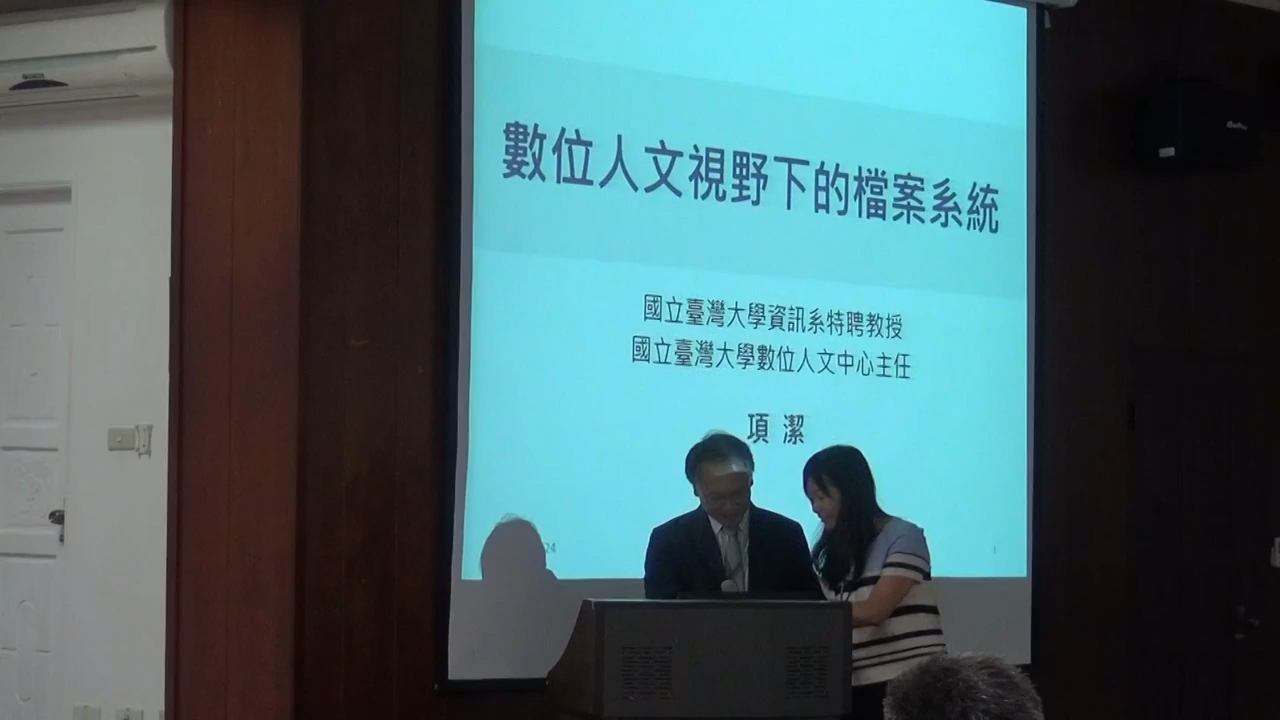 數位人文視野下的檔案系統
國立臺灣大學資訊系特聘教授
國立臺灣大學數位人文中心主任
項 潔
24
1